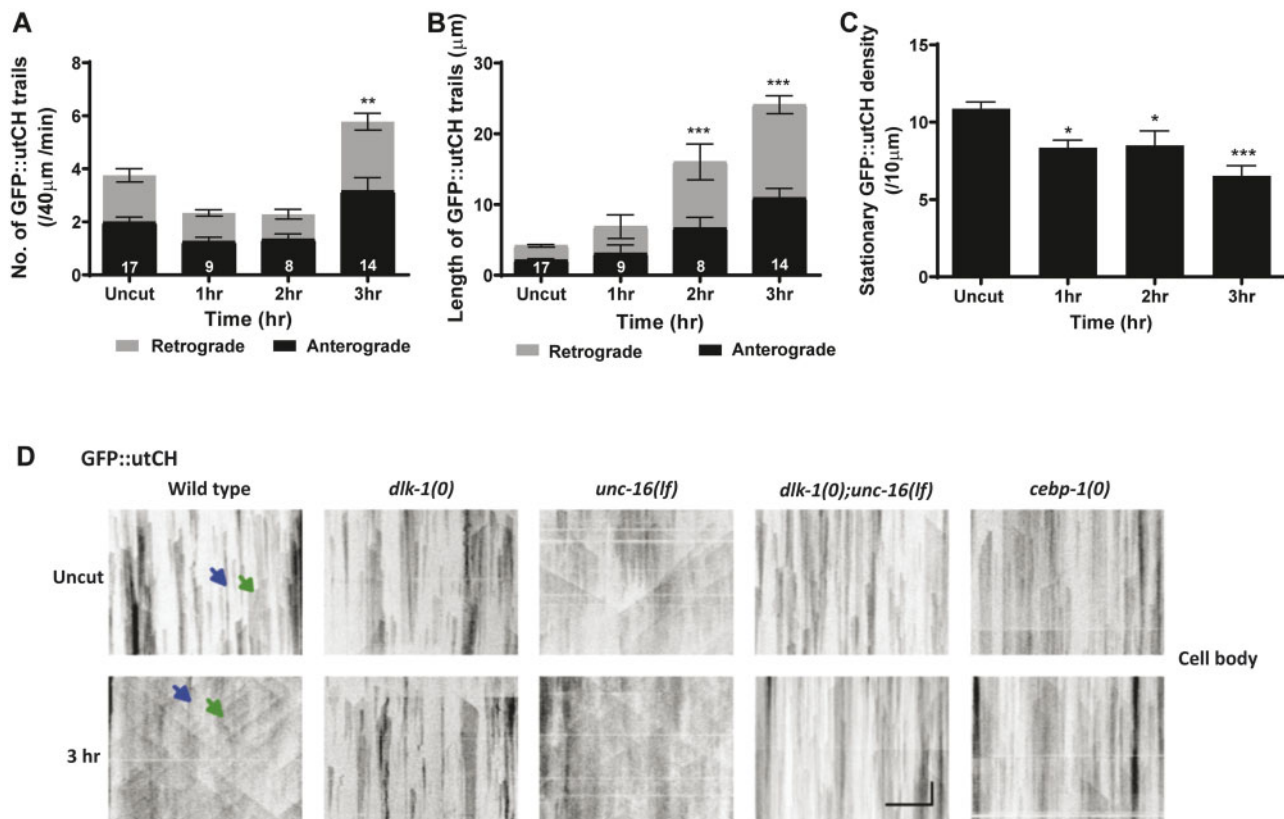 A
No. of GFP::utCH trails
(/40μm /min)
8
6
4
2
0
**
17
9
8
14
Uncut
1hr
2hr
3hr
Time (hr)
Retrograde
Anterograde
B
Length of GFP::utCH trails (μm)
30
20
10
0
***
***
17
9
8
14
Uncut
1hr
2hr
3hr
Time (hr)
Retrograde
Anterograde
C
Stationary GFP::utCH density
(/10μm)
15
10
5
0
*
*
***
Uncut
1hr
2hr
3hr
Time (hr)
D
GFP::utCH
Wild type
dlk-1(0)
unc-16(lf)
dlk-1(0);unc-16(lf)
cebp-1(0)
Uncut
Cell body
3 hr